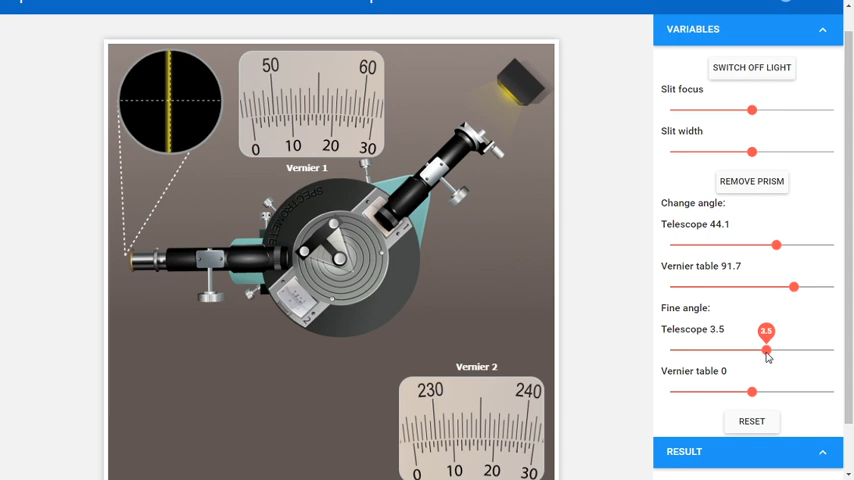 VARIABLES
SWITCH OFF LIGHT
Slit focus
Slit width
REMOVE PRISM
Change angle:
Telescope 44.1
Vernier table 91.7
Fine angle:
Telescope 3.5
3.5
Vernier table 0
RESET
RESULT
50 60
0 10 20 30
Vernier 1
SPECTROMETER
Vernier 2
230 240
0 10 20 30